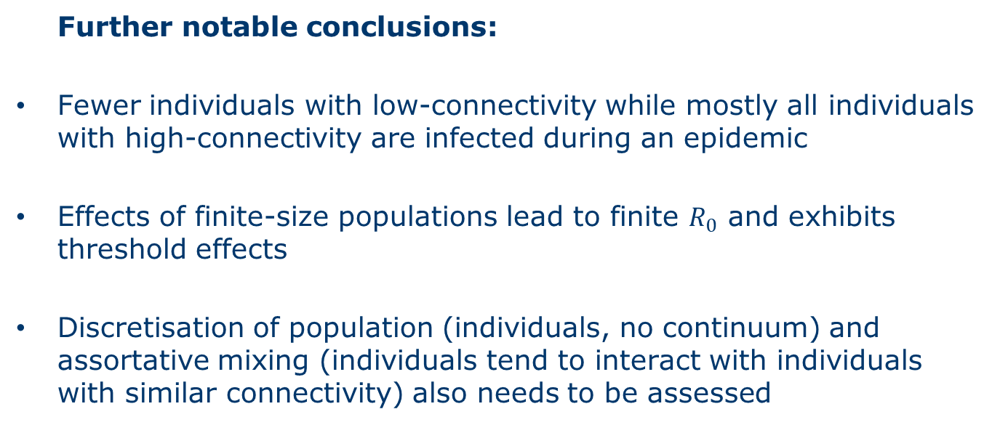 Further notable conclusions:
• Fewer individuals with low-connectivity while mostly all individuals
with high-connectivity are infected during an epidemic
• Effects of finite-size populations lead to finite R₀ and exhibits
threshold effects
• Discretisation of population (individuals, no continuum) and
assortative mixing (individuals tend to interact with individuals
with similar connectivity) also needs to be assessed